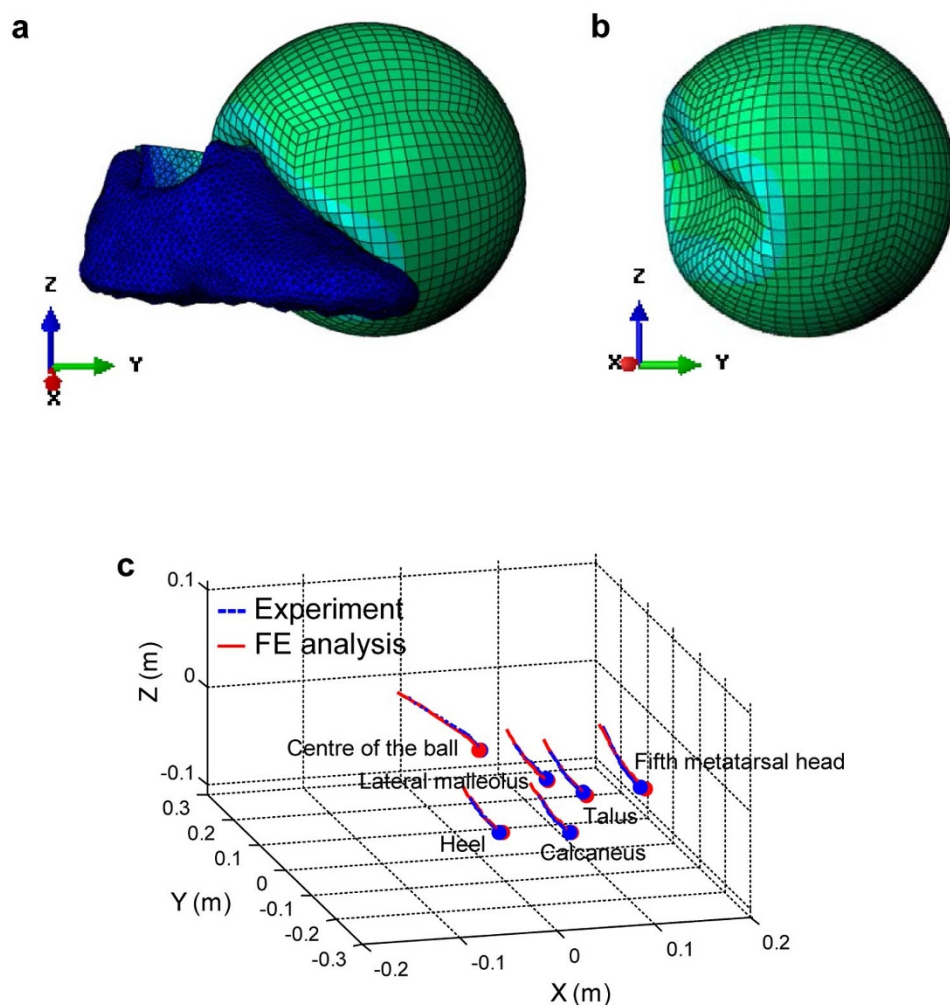 a
b
Z
Y
X
Z
X
Y
c
0.1
Experiment
FE analysis
Z (m)
0
Centre of the ball
Fifth metatarsal head
Lateral malleolus
-0.1
Talus
0.3
Heel
Calcaneus
0.2
0.1
Y (m)
0
-0.1
-0.2
-0.3
-0.2
-0.1
0
0.1
0.2
X (m)